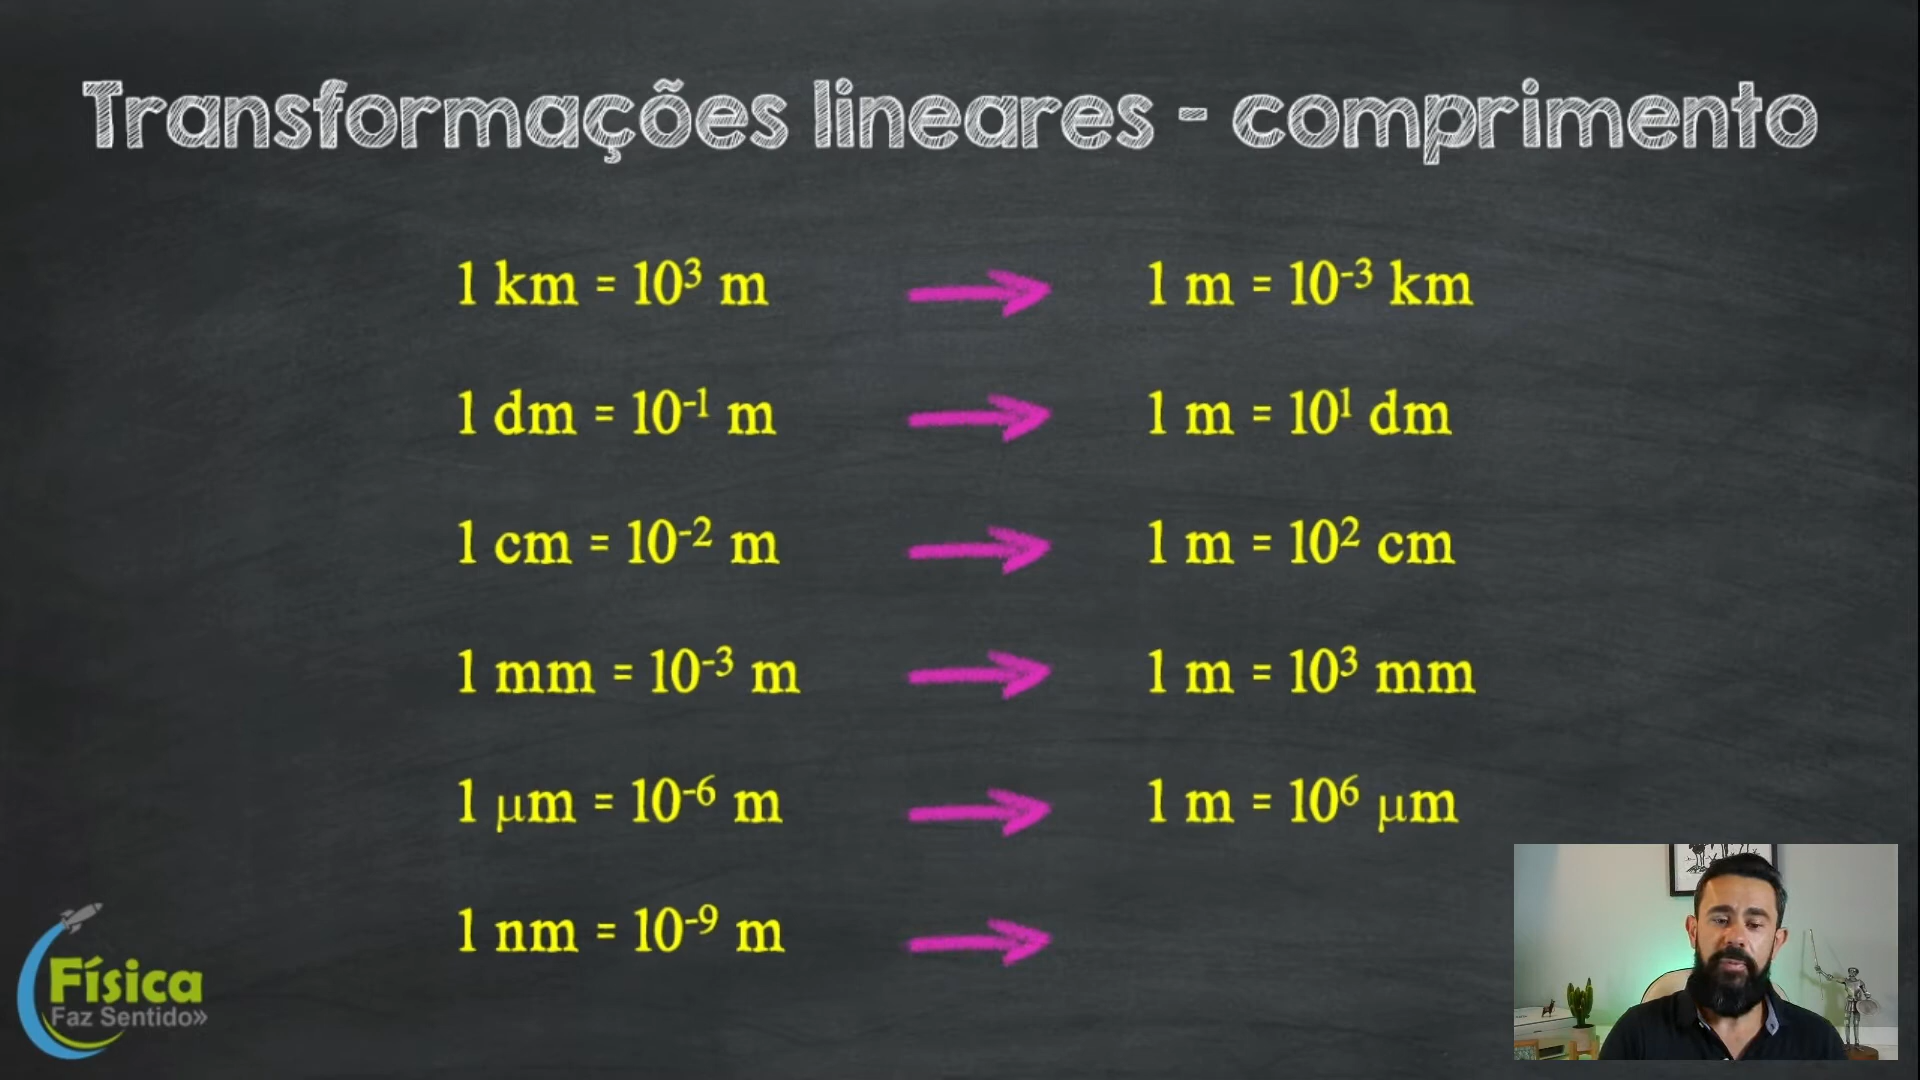 Transformações lineares - comprimento
1 km = 10³ m → 1 m = 10⁻³ km
1 dm = 10⁻¹ m → 1 m = 10¹ dm
1 cm = 10⁻² m → 1 m = 10² cm
1 mm = 10⁻³ m → 1 m = 10³ mm
1 μm = 10⁻⁶ m → 1 m = 10⁶ μm
1 nm = 10⁻⁹ m →
Física
Faz Sentido»